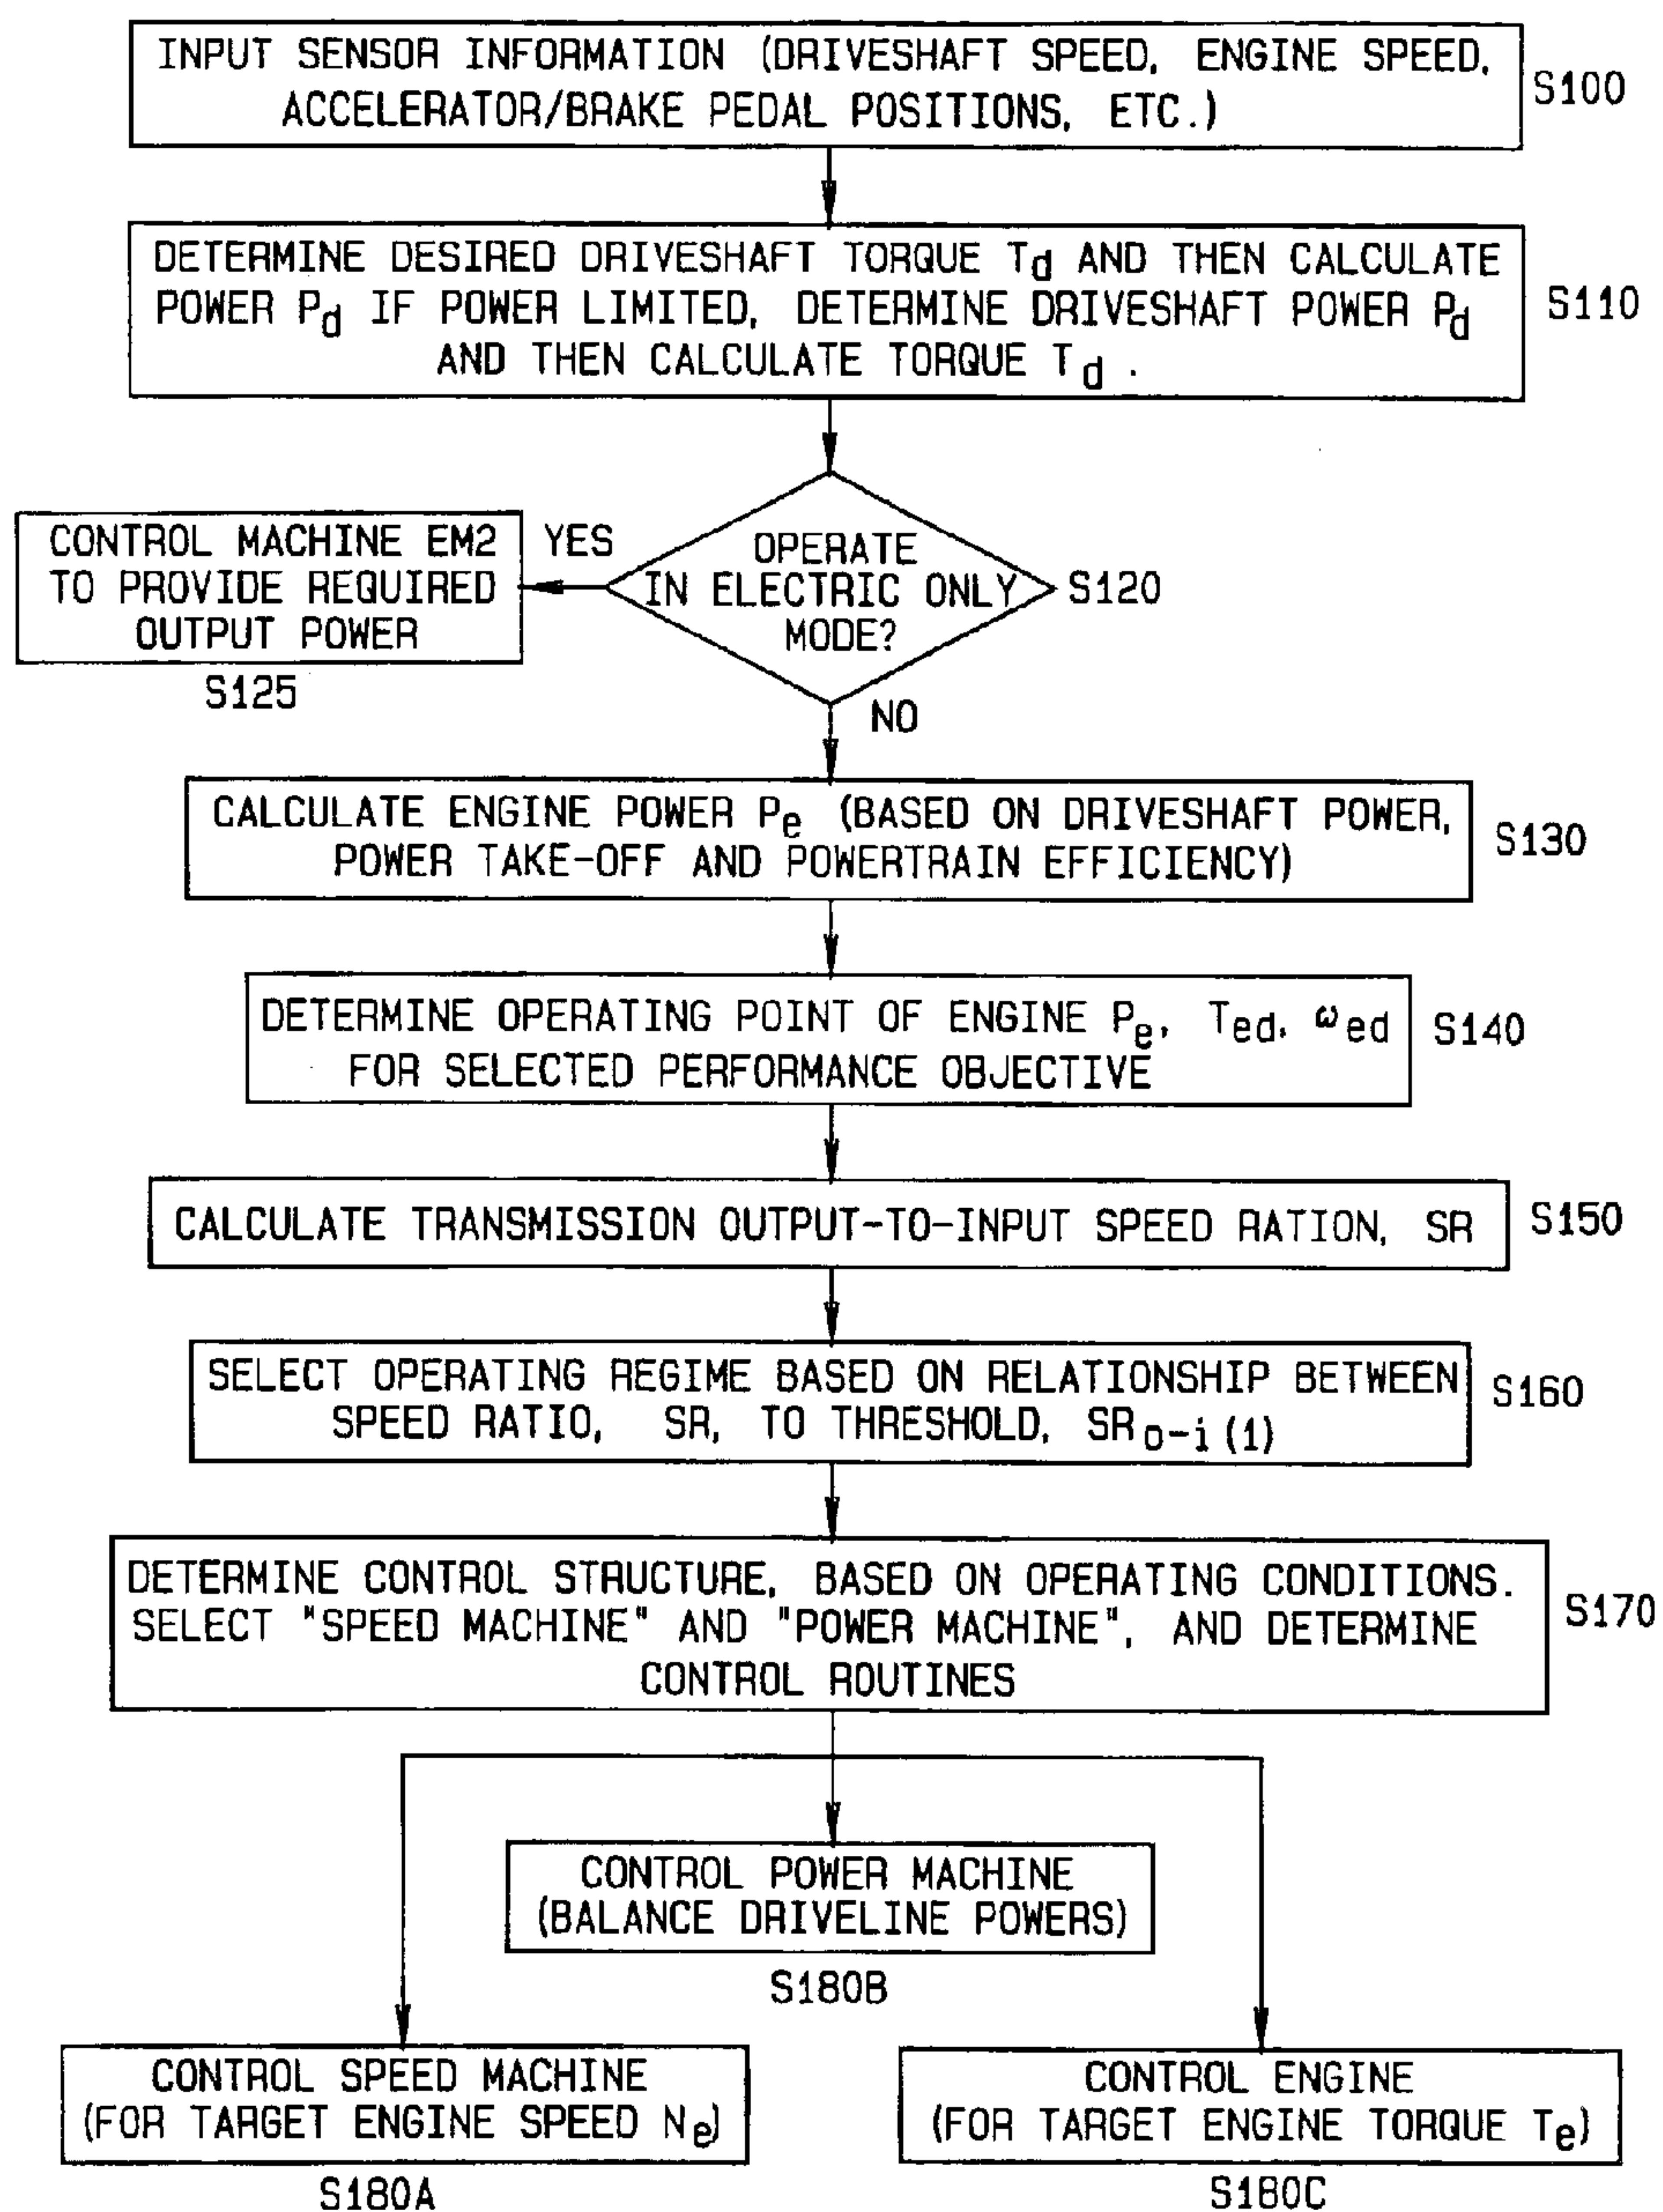 INPUT SENSOR INFORMATION (DRIVESHAFT SPEED, ENGINE SPEED,
ACCELERATOR/BRAKE PEDAL POSITIONS, ETC.)
S100
DETERMINE DESIRED DRIVESHAFT TORQUE Td AND THEN CALCULATE
POWER Pd IF POWER LIMITED, DETERMINE DRIVESHAFT POWER Pd
AND THEN CALCULATE TORQUE Td .
S110
OPERATE
IN ELECTRIC ONLY
MODE?
S120
YES
CONTROL MACHINE EM2
TO PROVIDE REQUIRED
OUTPUT POWER
S125
NO
CALCULATE ENGINE POWER Pe (BASED ON DRIVESHAFT POWER,
POWER TAKE-OFF AND POWERTRAIN EFFICIENCY)
S130
DETERMINE OPERATING POINT OF ENGINE Pe, Ted, ωed
FOR SELECTED PERFORMANCE OBJECTIVE
S140
CALCULATE TRANSMISSION OUTPUT-TO-INPUT SPEED RATION, SR
S150
SELECT OPERATING REGIME BASED ON RELATIONSHIP BETWEEN
SPEED RATIO, SR, TO THRESHOLD, SRo-i(1)
S160
DETERMINE CONTROL STRUCTURE, BASED ON OPERATING CONDITIONS.
SELECT "SPEED MACHINE" AND "POWER MACHINE", AND DETERMINE
CONTROL ROUTINES
S170
CONTROL POWER MACHINE
(BALANCE DRIVELINE POWERS)
S180B
CONTROL SPEED MACHINE
(FOR TARGET ENGINE SPEED Ne)
S180A
CONTROL ENGINE
(FOR TARGET ENGINE TORQUE Te)
S180C